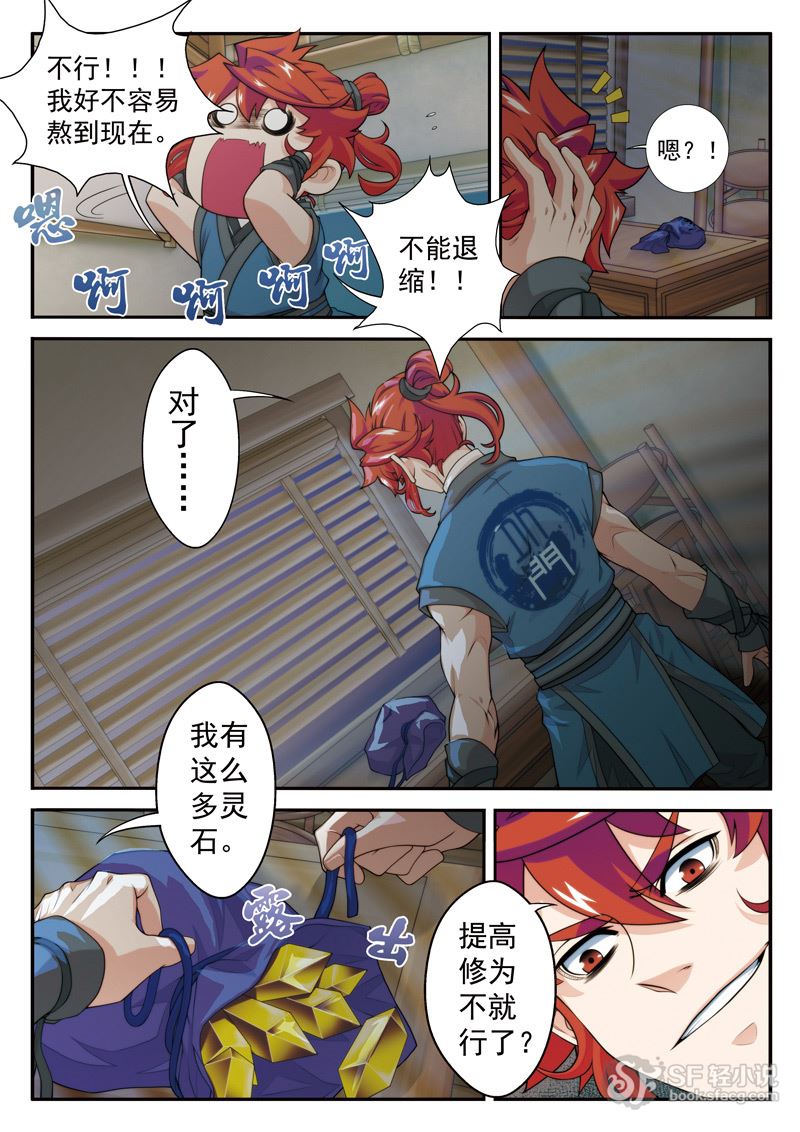 不行！！！
我好不容易
熬到现在。
嗯
啊
啊
啊
啊
不能退
缩！！
嗯？！
对了……
門
我这多石。
有么灵
露
出
提高
修为
不就
行了？
SF轻小说
book.sfacg.com